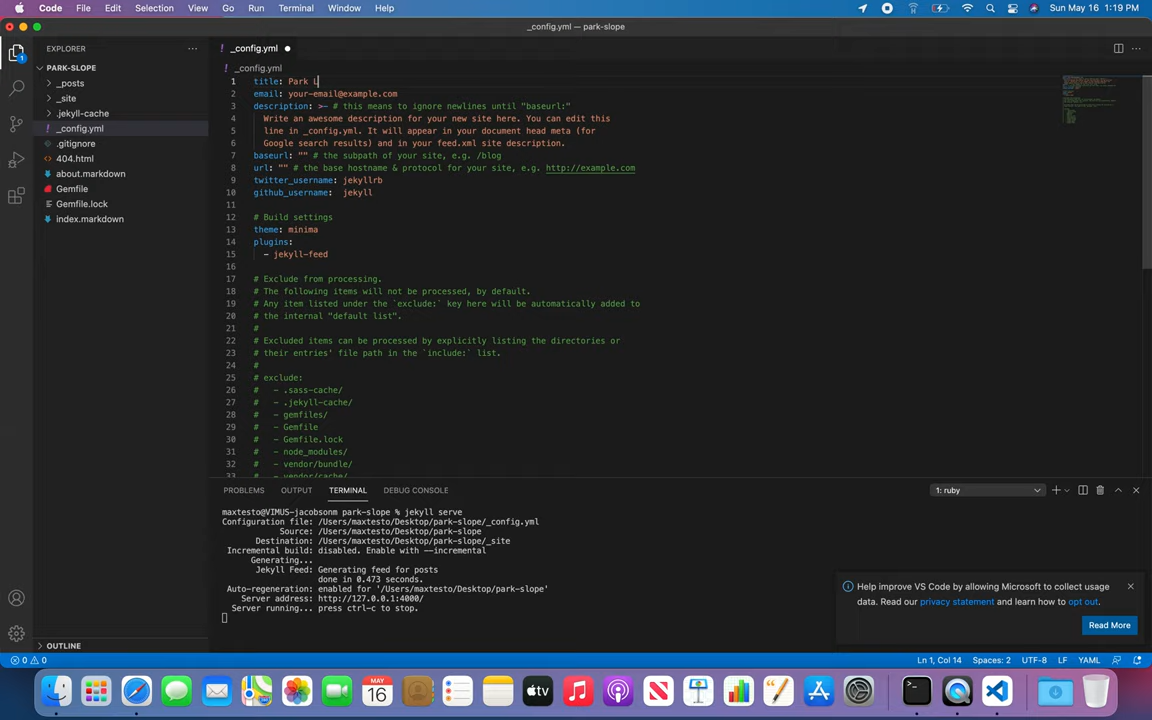 Code File Edit Selection View Go Run Terminal Window Help Sun May 16 1:19 PM
_config.yml — park-slope
EXPLORER
_config.yml
PARK-SLOPE
_posts
_site
.jekyll-cache
_config.yml
.gitignore
404.html
about.markdown
Gemfile
Gemfile.lock
index.markdown
OUTLINE
1
_config.yml
1 title: Park L
2 email: your-email@example.com
3 description: >- # this means to ignore newlines until "baseurl:"
4 Write an awesome description for your new site here. You can edit this
5 line in _config.yml. It will appear in your document head meta (for
6 Google search results) and in your feed.xml site description.
7 baseurl: "" # the subpath of your site, e.g. /blog
8 url: "" # the base hostname & protocol for your site, e.g. http://example.com
9 twitter_username: jekyllrb
10 github_username:  jekyll
11
12 # Build settings
13 theme: minima
14 plugins:
15 - jekyll-feed
16
17 # Exclude from processing.
18 # The following items will not be processed, by default.
19 # Any item listed under the `exclude:` key here will be automatically added to
20 # the internal "default list".
21 #
22 # Excluded items can be processed by explicitly listing the directories or
23 # their entries' file path in the `include:` list.
24 #
25 # exclude:
26 #   - .sass-cache/
27 #   - .jekyll-cache/
28 #   - gemfiles/
29 #   - Gemfile
30 #   - Gemfile.lock
31 #   - node_modules/
32 #   - vendor/bundle/
33 #   - vendor/cache/
PROBLEMS OUTPUT TERMINAL DEBUG CONSOLE 1: ruby
maxtesto@VIMUS-jacobsonm park-slope % jekyll serve
Configuration file: /Users/maxtesto/Desktop/park-slope/_config.yml
Source: /Users/maxtesto/Desktop/park-slope
Destination: /Users/maxtesto/Desktop/park-slope/_site
Incremental build: disabled. Enable with --incremental
Generating...
Jekyll Feed: Generating feed for posts
done in 0.473 seconds.
Auto-regeneration: enabled for '/Users/maxtesto/Desktop/park-slope'
Server address: http://127.0.0.1:4000/
Server running... press ctrl-c to stop.
Help improve VS Code by allowing Microsoft to collect usage
data. Read our privacy statement and learn how to opt out.
Read More
0 0 Ln 1, Col 14 Spaces: 2 UTF-8 LF YAML
MAY
16